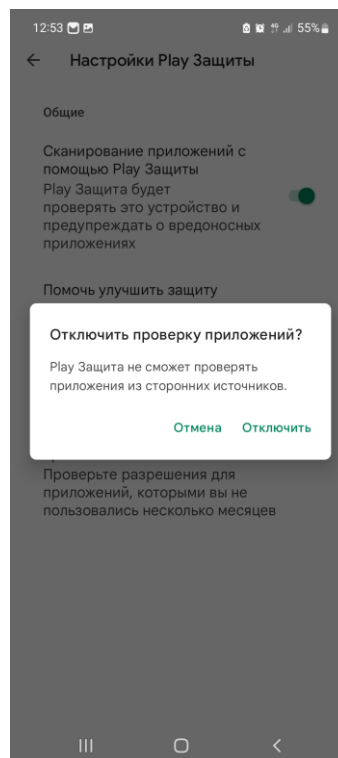 12:53 55%
Настройки Play Защиты
Общие
Сканирование приложений с
помощью Play Защиты
Play Защита будет
проверять это устройство и
предупреждать о вредоносных
приложениях
Помочь улучшить защиту
Отключить проверку приложений?
Play Защита не сможет проверять
приложения из сторонних источников.
Отмена Отключить
Проверьте разрешения для
приложений, которыми вы не
пользовались несколько месяцев